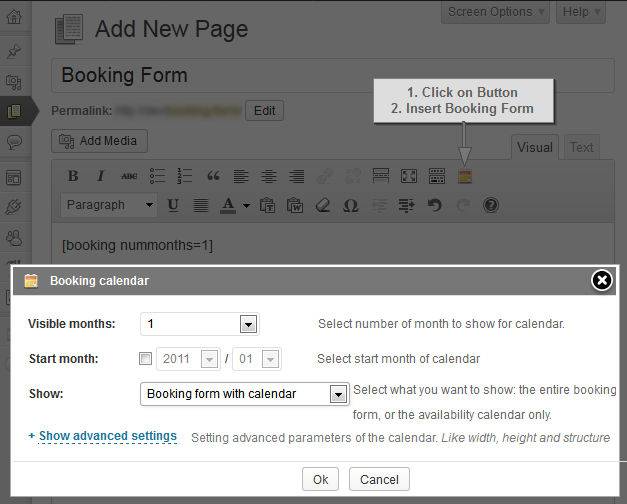 Screen Options Help
Add New Page
Booking Form
1. Click on Button
2. Insert Booking Form
Permalink: Edit
Add Media
Visual Text
B I ABC
Paragraph U A
[booking nummonths=1]
Booking calendar
Visible months: 1 Select number of month to show for calendar.
Start month: 2011 / 01 Select start month of calendar
Show: Booking form with calendar Select what you want to show: the entire booking
form, or the availability calendar only.
+ Show advanced settings Setting advanced parameters of the calendar. Like width, height and structure
Ok Cancel